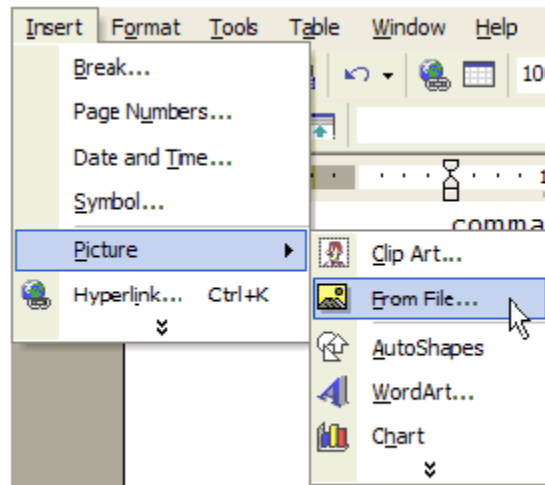 Insert Format Tools Table Window Help
Break...
Page Numbers...
Date and Time...
Symbol...
Picture
Hyperlink... Ctrl+K
10
comma
Clip Art...
From File...
AutoShapes
WordArt...
Chart